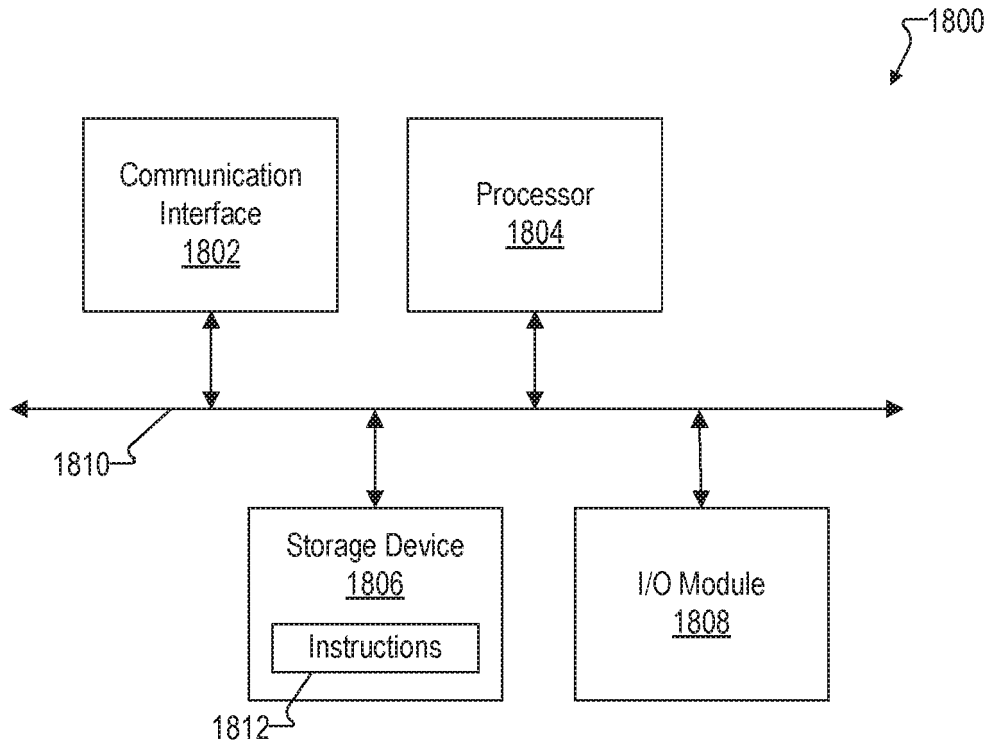 1800
Communication
Interface
1802
Processor
1804
1810
Storage Device
1806
Instructions
1812
I/O Module
1808